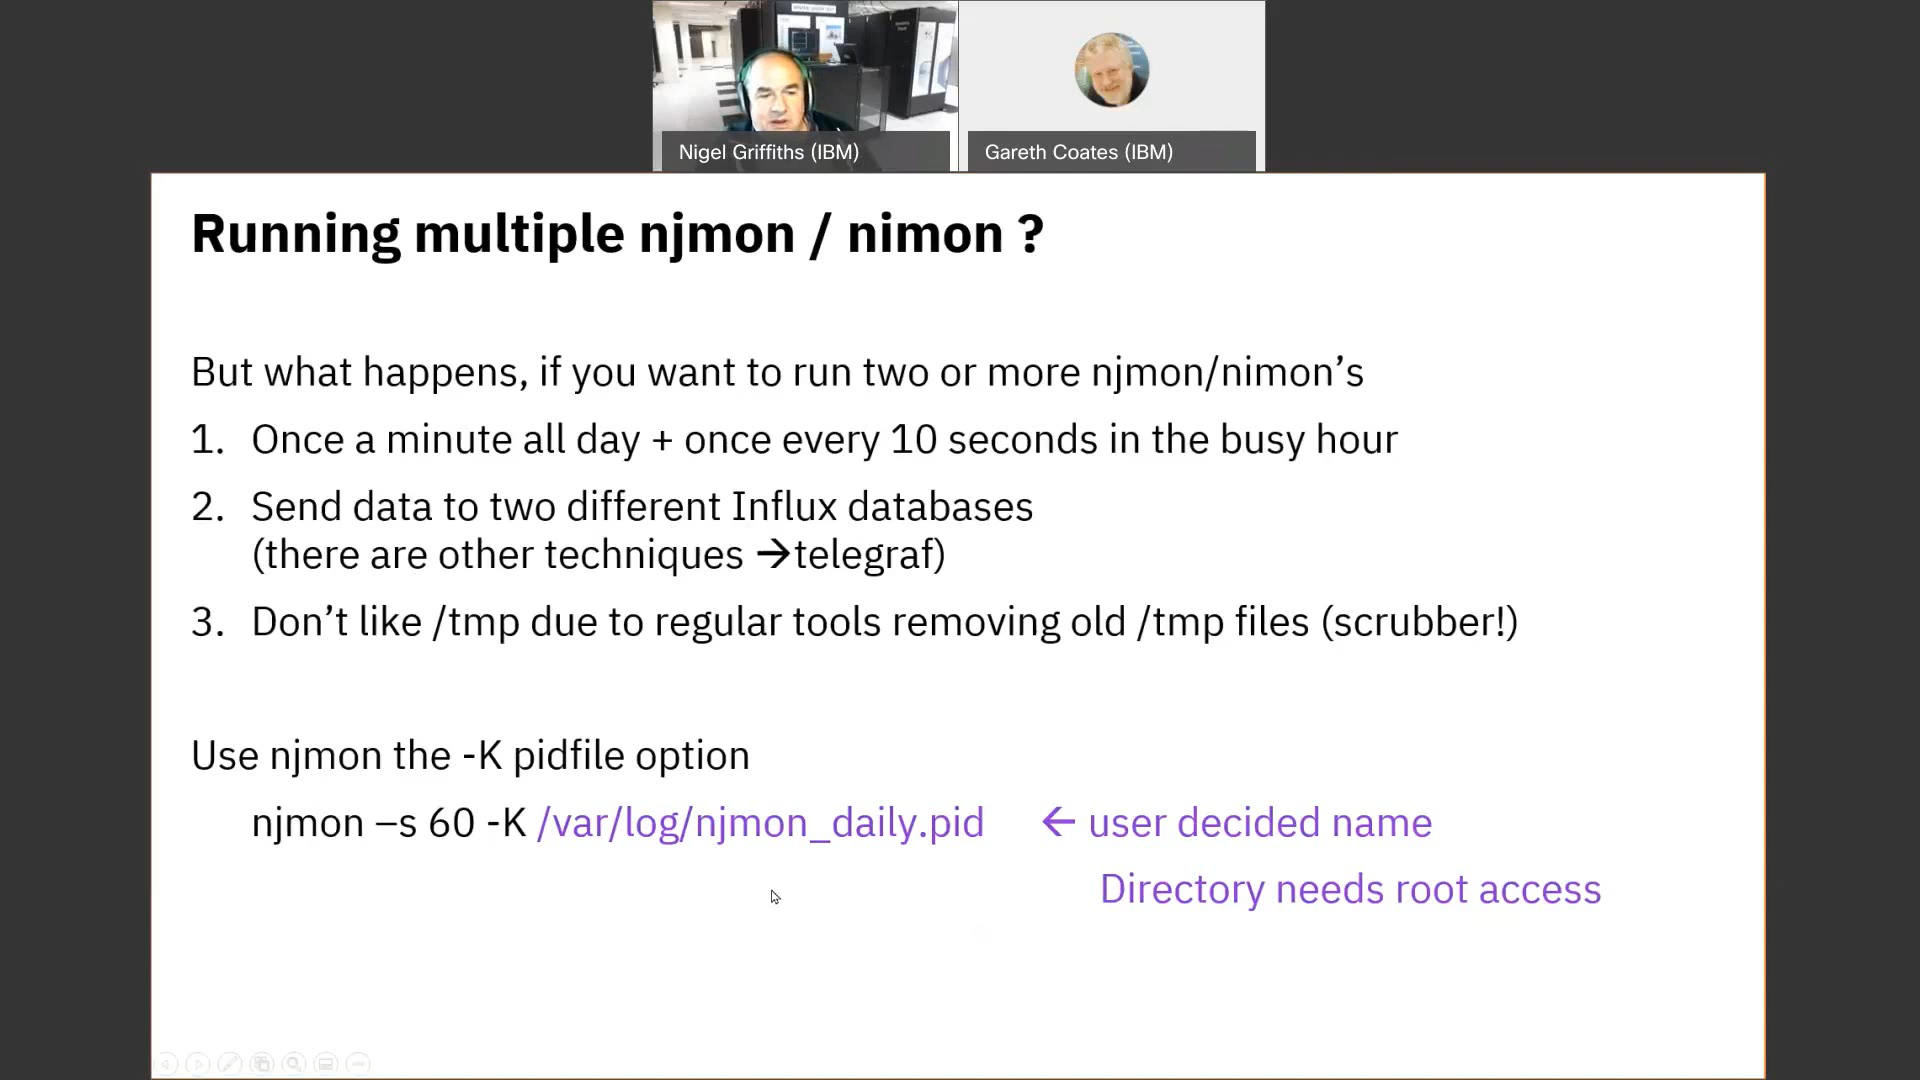 Nigel Griffiths (IBM)
Gareth Coates (IBM)
Running multiple njmon / nimon ?
But what happens, if you want to run two or more njmon/nimon’s
1. Once a minute all day + once every 10 seconds in the busy hour
2. Send data to two different Influx databases
(there are other techniques →telegraf)
3. Don’t like /tmp due to regular tools removing old /tmp files (scrubber!)
Use njmon the -K pidfile option
njmon –s 60 -K /var/log/njmon_daily.pid ← user decided name
Directory needs root access